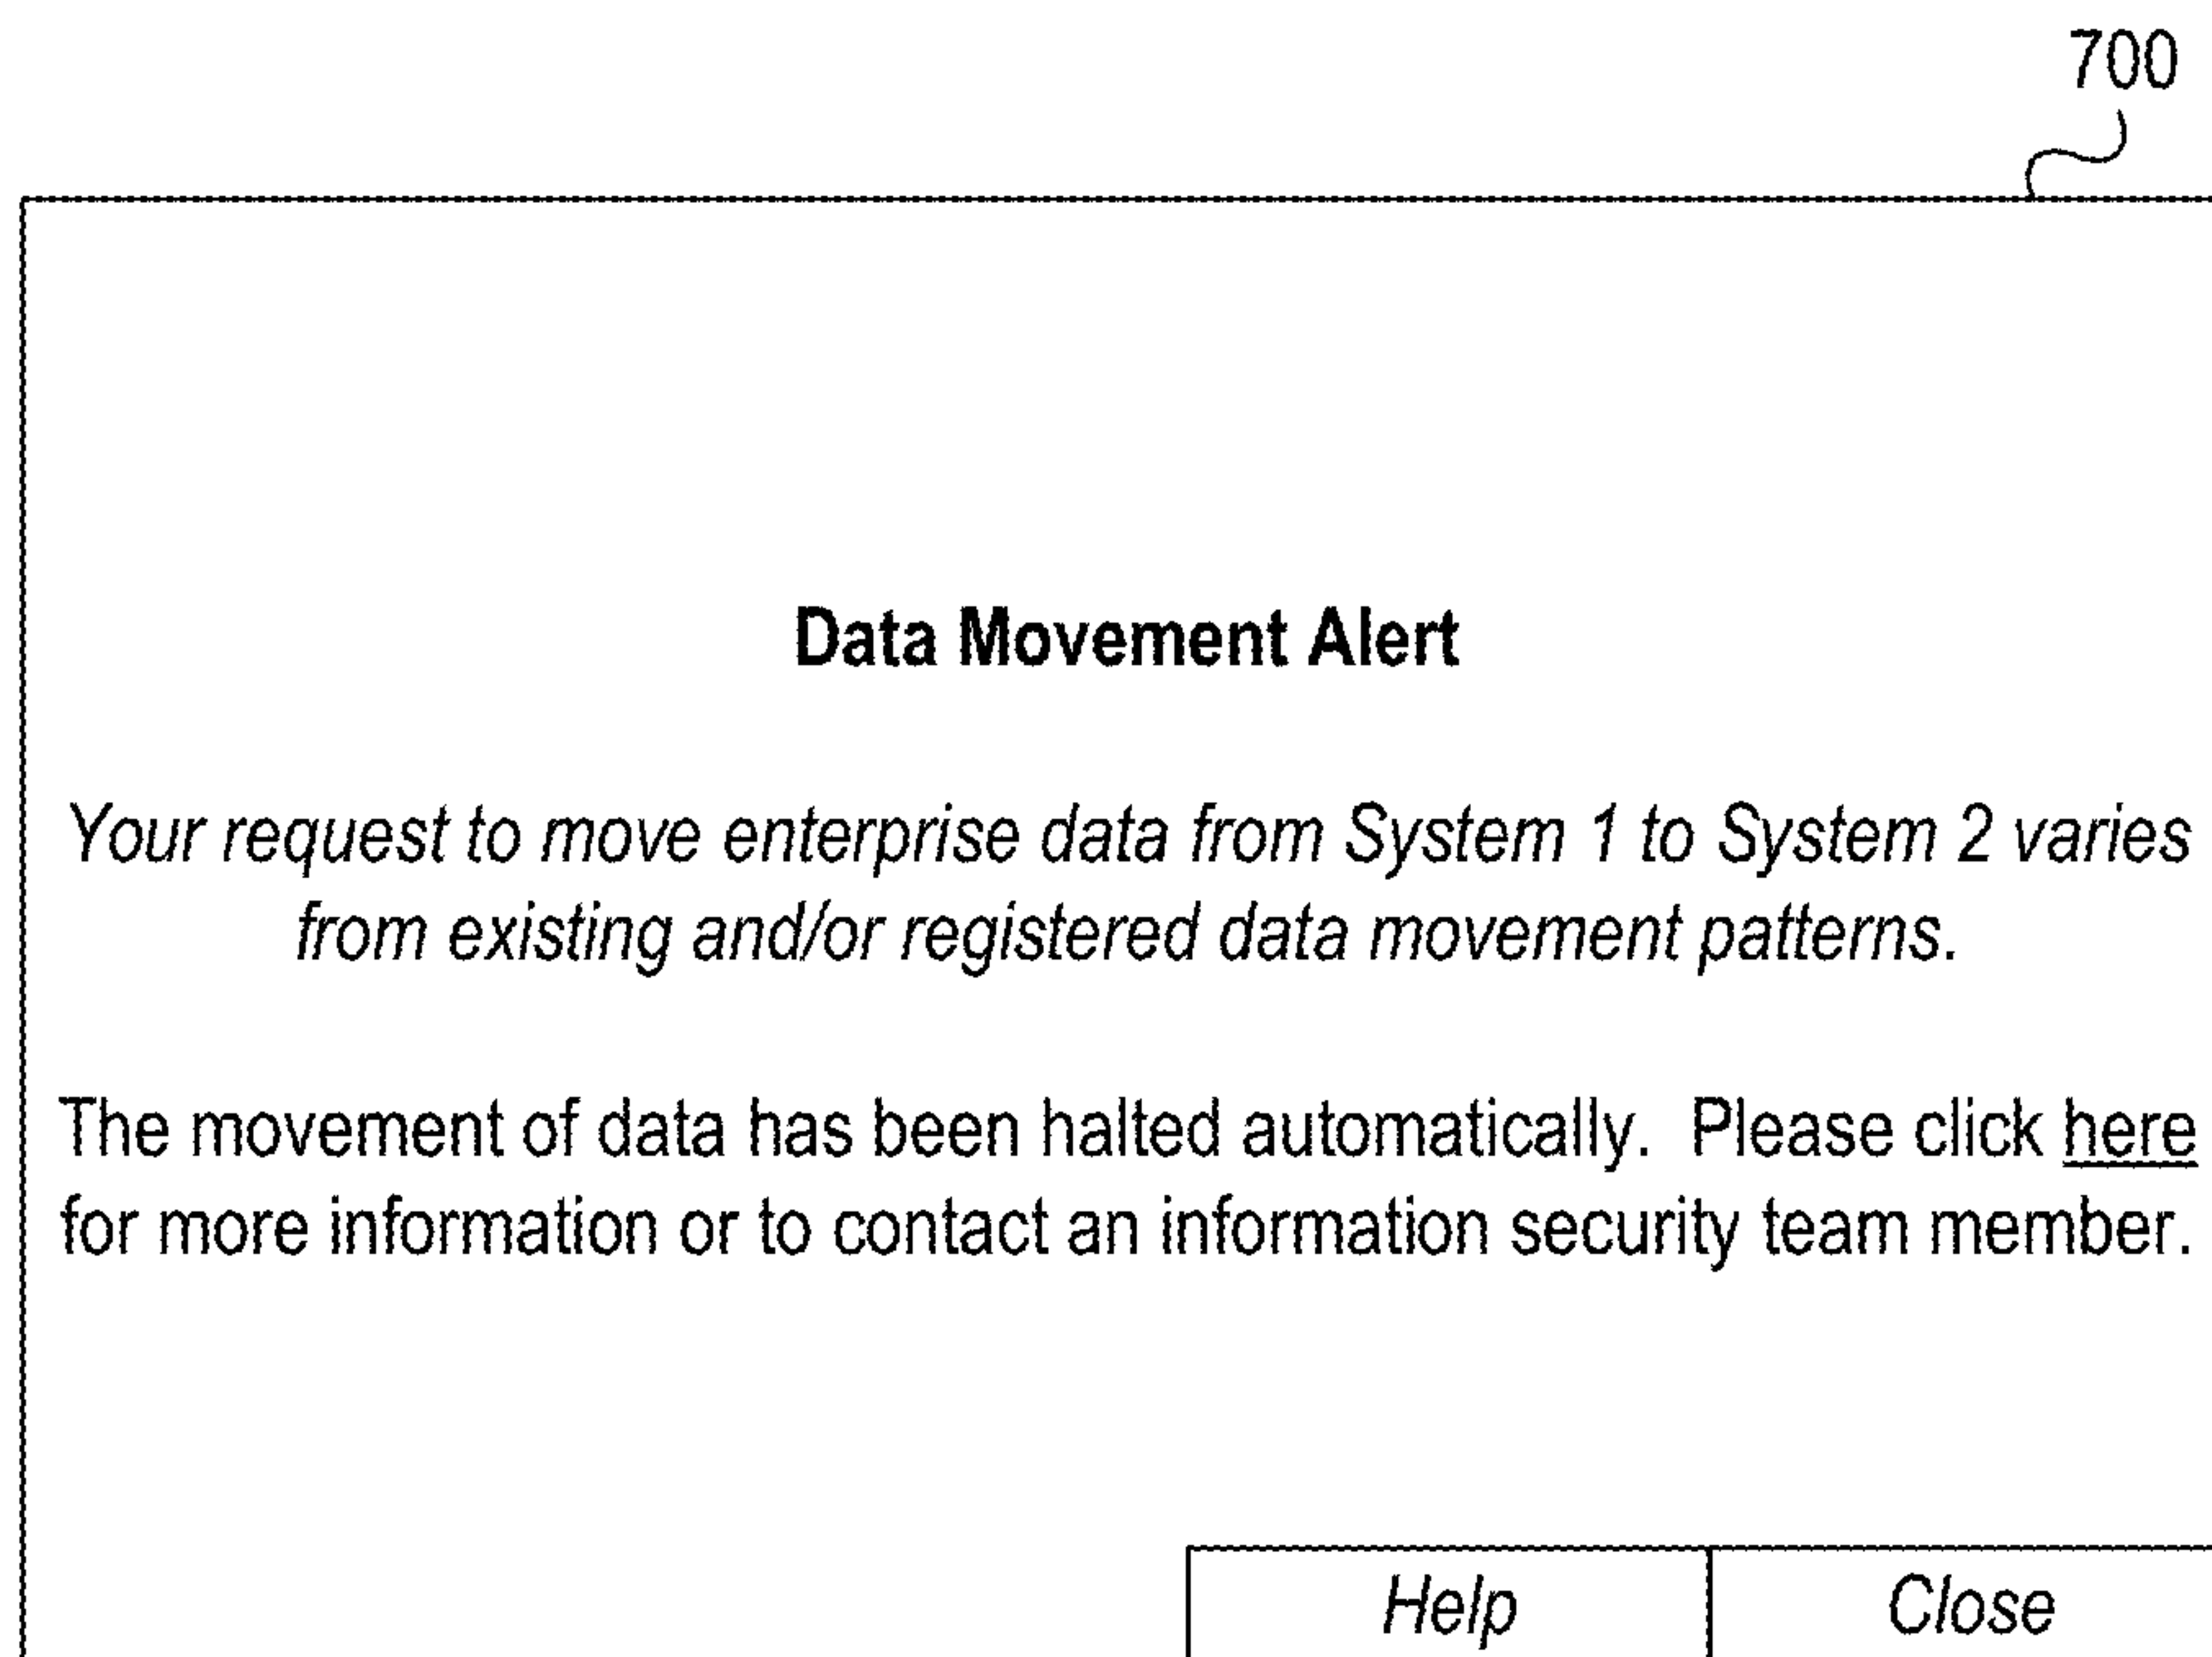 700
Data Movement Alert
Your request to move enterprise data from System 1 to System 2 varies
from existing and/or registered data movement patterns.
The movement of data has been halted automatically.  Please click here
for more information or to contact an information security team member.
Help
Close